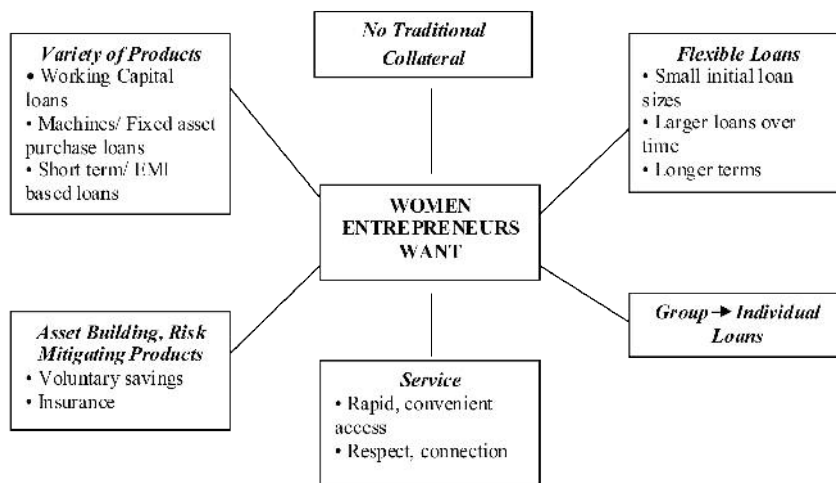 Variety of Products
• Working Capital
loans
• Machines/ Fixed asset
purchase loans
• Short term/ EMI
based loans
No Traditional
Collateral
Flexible Loans
• Small initial loan
sizes
• Larger loans over
time
• Longer terms
WOMEN
ENTREPRENEURS
WANT
Asset Building, Risk
Mitigating Products
• Voluntary savings
• Insurance
Service
• Rapid, convenient
access
• Respect, connection
Group→Individual
Loans